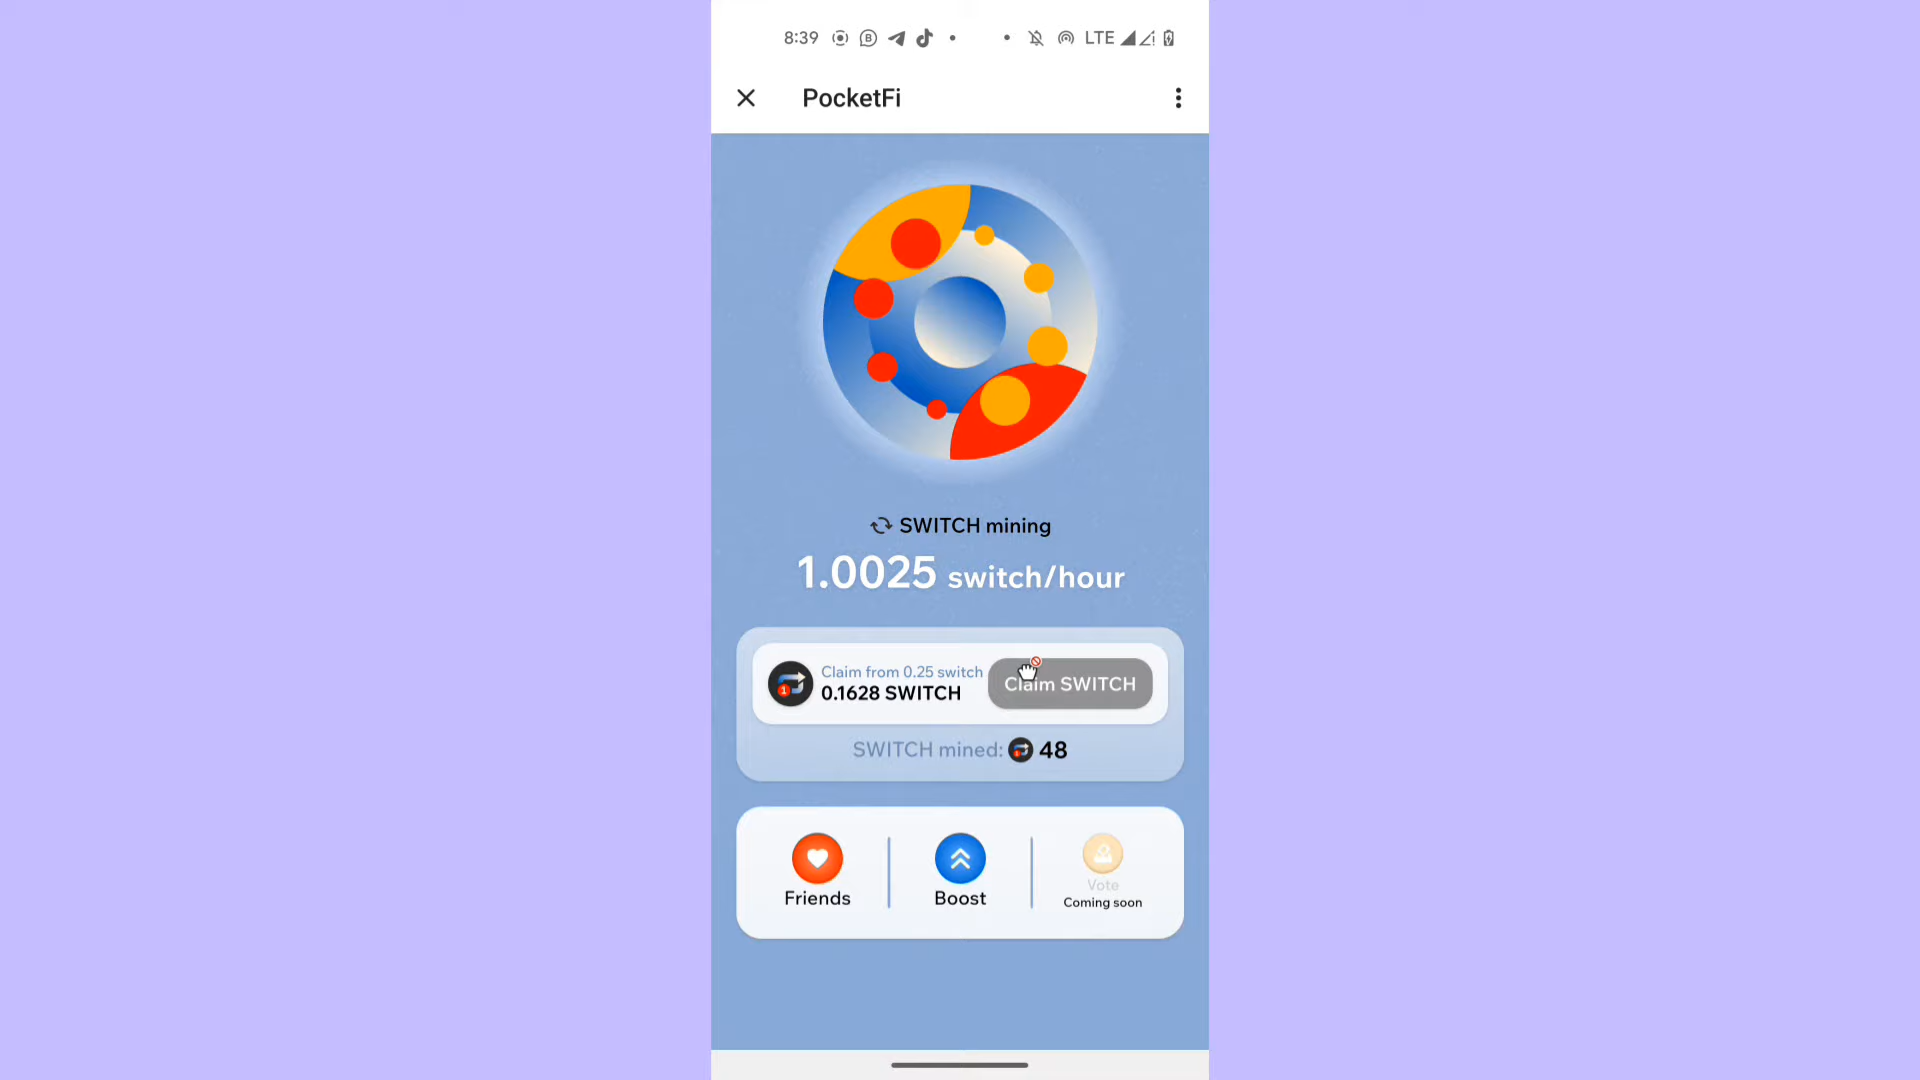 8:39 LTE
PocketFi
SWITCH mining
1.0025 switch/hour
Claim from 0.25 switch
0.1628 SWITCH
Claim SWITCH
SWITCH mined: 48
Friends
Boost
Vote
Coming soon